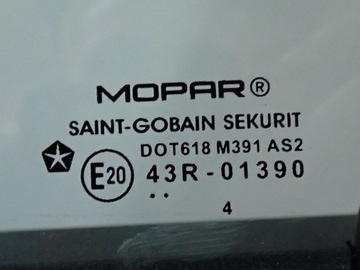 MOPAR®
SAINT-GOBAIN SEKURIT
DOT618 M391 AS2
E20 43R-01390
..
4